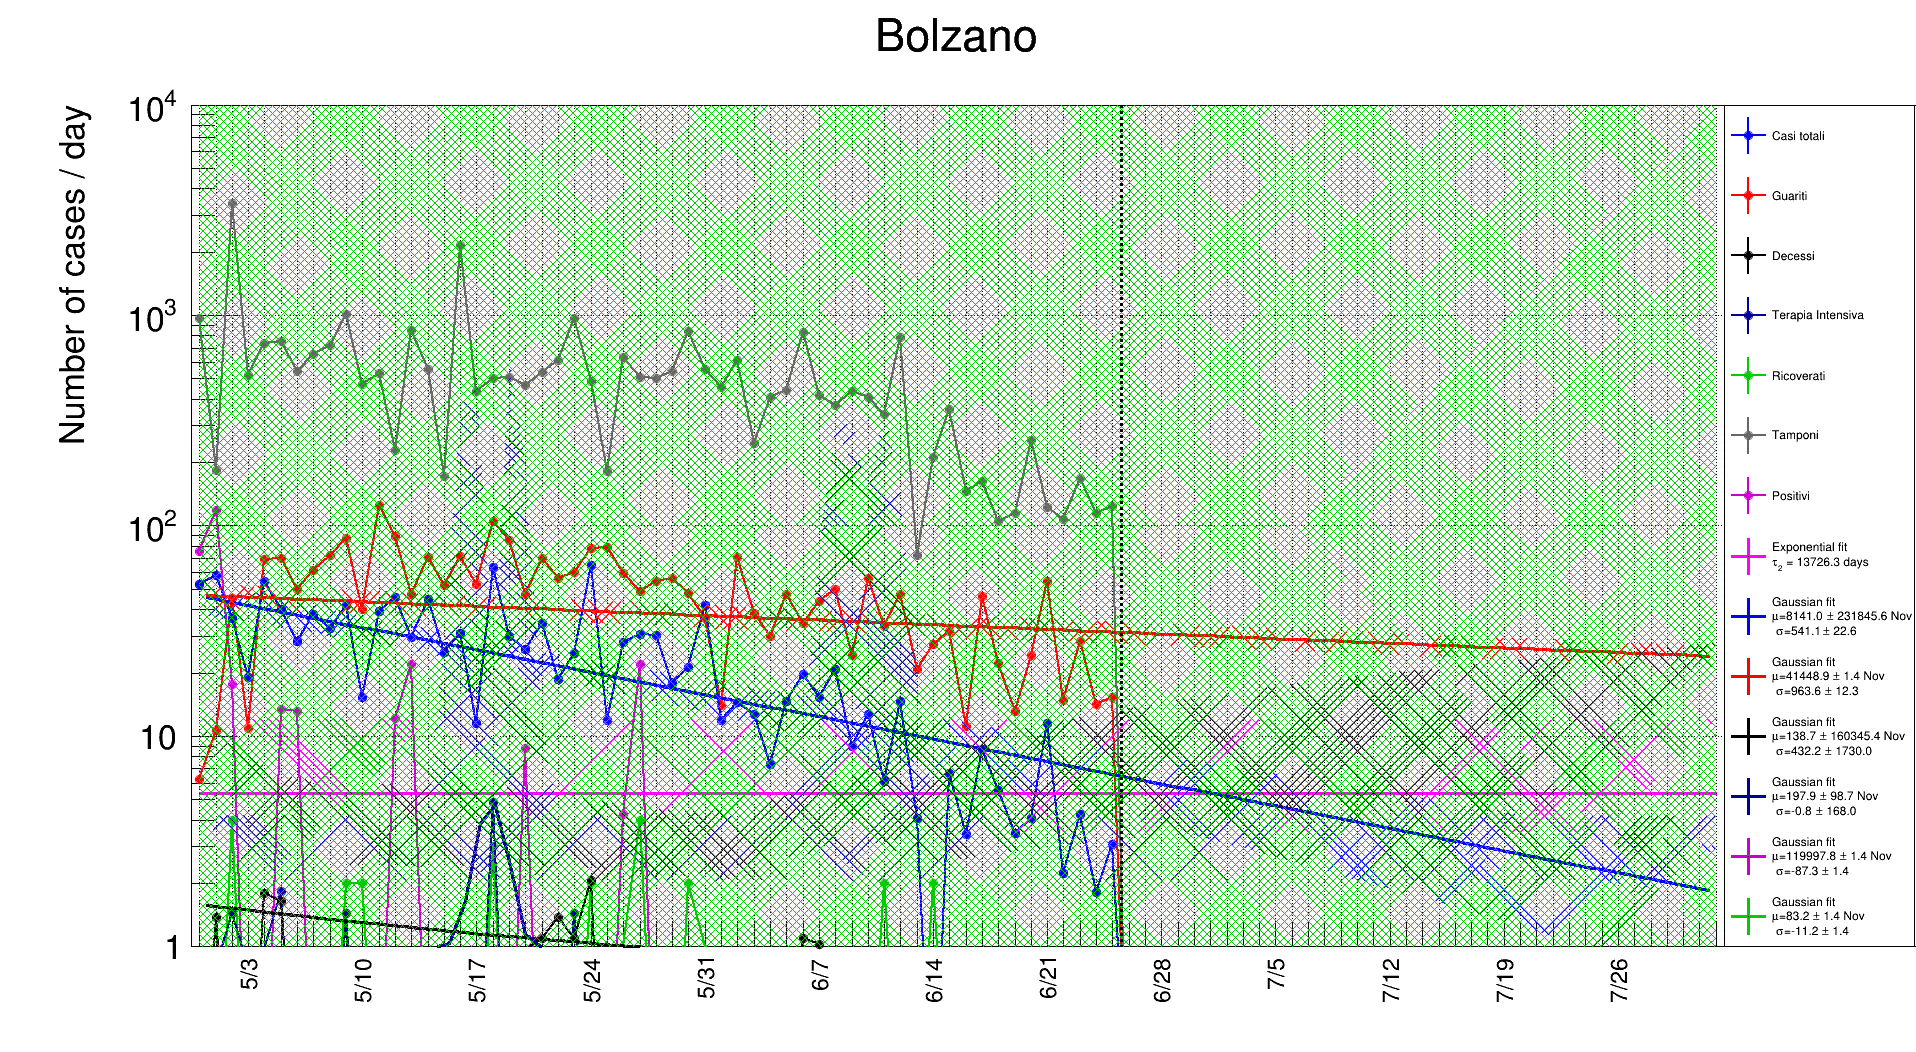 Bolzano
Number of cases / day
10^4
10^3
10^2
10
1
5/3
5/10
5/17
5/24
5/31
6/7
6/14
6/21
6/28
7/5
7/12
7/19
7/26
Casi totali
Guariti
Decessi
Terapia Intensiva
Ricoverati
Tamponi
Positivi
Exponential fit
τ₂ = 13726.3 days
Gaussian fit
μ=8141.0 ± 231845.6 Nov
σ=541.1 ± 22.6
Gaussian fit
μ=41448.9 ± 1.4 Nov
σ=963.6 ± 12.3
Gaussian fit
μ=138.7 ± 160345.4 Nov
σ=432.2 ± 1730.0
Gaussian fit
μ=197.9 ± 98.7 Nov
σ=-0.8 ± 168.0
Gaussian fit
μ=119997.8 ± 1.4 Nov
σ=-87.3 ± 1.4
Gaussian fit
μ=83.2 ± 1.4 Nov
σ=-11.2 ± 1.4